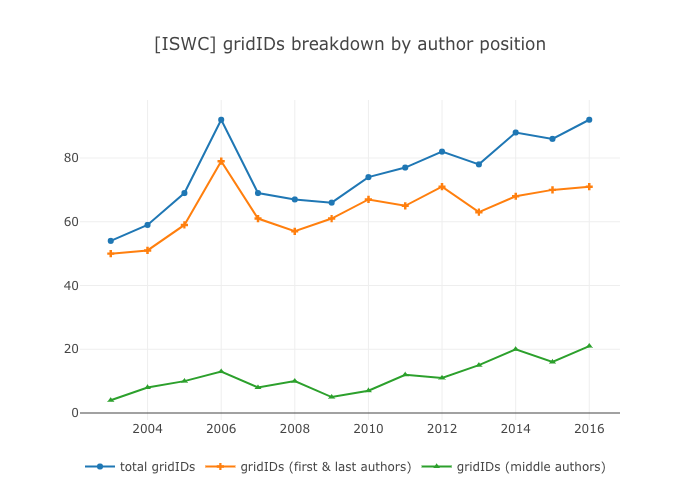 [ISWC] gridIDs breakdown by author position
80
60
40
20
0
2004 2006 2008 2010 2012 2014 2016
total gridIDs gridIDs (first & last authors) gridIDs (middle authors)